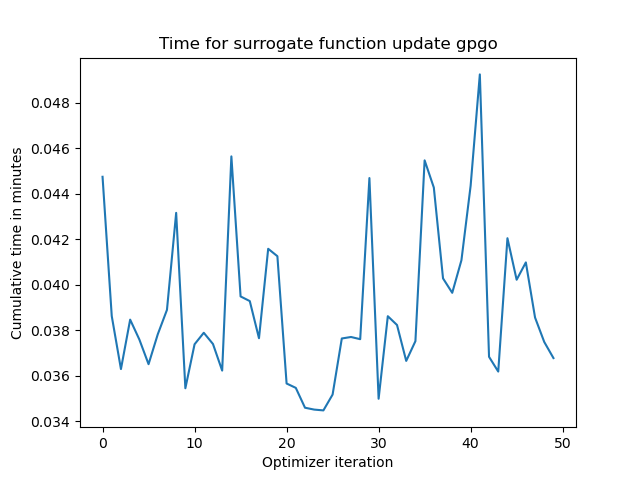 Time for surrogate function update gpgo
Cumulative time in minutes
0.048
0.046
0.044
0.042
0.040
0.038
0.036
0.034
0 10 20 30 40 50
Optimizer iteration